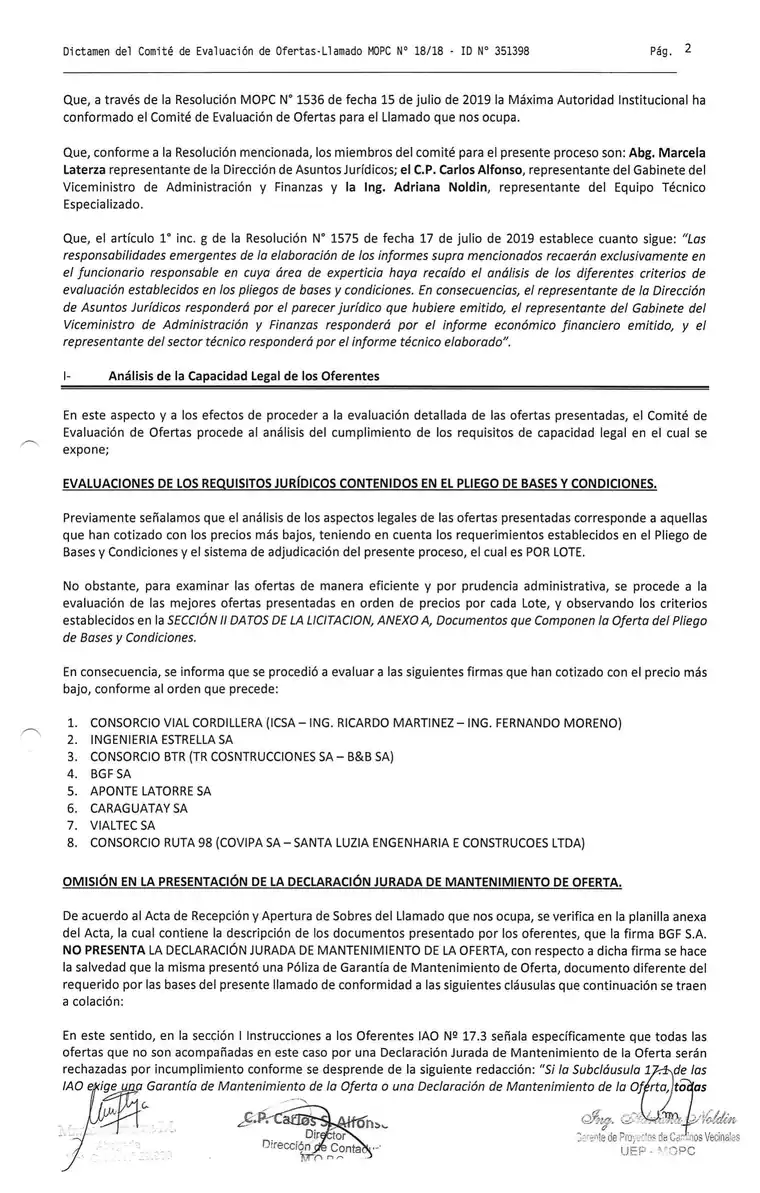 Dictamen del Comité de Evaluación de Ofertas-Llamado MOPC N° 18/18 - ID N° 351398 Pág. 2
Que, a través de la Resolución MOPC N° 1536 de fecha 15 de julio de 2019 la Máxima Autoridad Institucional ha
conformado el Comité de Evaluación de Ofertas para el Llamado que nos ocupa.
Que, conforme a la Resolución mencionada, los miembros del comité para el presente proceso son: Abg. Marcela
Laterza representante de la Dirección de Asuntos Jurídicos; el C.P. Carlos Alfonso, representante del Gabinete del
Viceministro de Administración y Finanzas y la Ing. Adriana Noldin, representante del Equipo Técnico
Especializado.
Que, el artículo 1° inc. g de la Resolución N° 1575 de fecha 17 de julio de 2019 establece cuanto sigue: "Las
responsabilidades emergentes de la elaboración de los informes supra mencionados recaerán exclusivamente en
el funcionario responsable en cuya área de experticia haya recaído el análisis de los diferentes criterios de
evaluación establecidos en los pliegos de bases y condiciones. En consecuencias, el representante de la Dirección
de Asuntos Jurídicos responderá por el parecer jurídico que hubiere emitido, el representante del Gabinete del
Viceministro de Administración y Finanzas responderá por el informe económico financiero emitido, y el
representante del sector técnico responderá por el informe técnico elaborado".
I- Análisis de la Capacidad Legal de los Oferentes
En este aspecto y a los efectos de proceder a la evaluación detallada de las ofertas presentadas, el Comité de
Evaluación de Ofertas procede al análisis del cumplimiento de los requisitos de capacidad legal en el cual se
expone;
EVALUACIONES DE LOS REQUISITOS JURÍDICOS CONTENIDOS EN EL PLIEGO DE BASES Y CONDICIONES.
Previamente señalamos que el análisis de los aspectos legales de las ofertas presentadas corresponde a aquellas
que han cotizado con los precios más bajos, teniendo en cuenta los requerimientos establecidos en el Pliego de
Bases y Condiciones y el sistema de adjudicación del presente proceso, el cual es POR LOTE.
No obstante, para examinar las ofertas de manera eficiente y por prudencia administrativa, se procede a la
evaluación de las mejores ofertas presentadas en orden de precios por cada Lote, y observando los criterios
establecidos en la SECCIÓN II DATOS DE LA LICITACION, ANEXO A, Documentos que Componen la Oferta del Pliego
de Bases y Condiciones.
En consecuencia, se informa que se procedió a evaluar a las siguientes firmas que han cotizado con el precio más
bajo, conforme al orden que precede:
1. CONSORCIO VIAL CORDILLERA (ICSA – ING. RICARDO MARTINEZ – ING. FERNANDO MORENO)
2. INGENIERIA ESTRELLA SA
3. CONSORCIO BTR (TR COSNTRUCCIONES SA – B&B SA)
4. BGF SA
5. APONTE LATORRE SA
6. CARAGUATAY SA
7. VIALTEC SA
8. CONSORCIO RUTA 98 (COVIPA SA – SANTA LUZIA ENGENHARIA E CONSTRUCOES LTDA)
OMISIÓN EN LA PRESENTACIÓN DE LA DECLARACIÓN JURADA DE MANTENIMIENTO DE OFERTA.
De acuerdo al Acta de Recepción y Apertura de Sobres del Llamado que nos ocupa, se verifica en la planilla anexa
del Acta, la cual contiene la descripción de los documentos presentado por los oferentes, que la firma BGF S.A.
NO PRESENTA LA DECLARACIÓN JURADA DE MANTENIMIENTO DE LA OFERTA, con respecto a dicha firma se hace
la salvedad que la misma presentó una Póliza de Garantía de Mantenimiento de Oferta, documento diferente del
requerido por las bases del presente llamado de conformidad a las siguientes cláusulas que continuación se traen
a colación:
En este sentido, en la sección I Instrucciones a los Oferentes IAO Nº 17.3 señala específicamente que todas las
ofertas que no son acompañadas en este caso por una Declaración Jurada de Mantenimiento de la Oferta serán
rechazadas por incumplimiento conforme se desprende de la siguiente redacción: "Si la Subcláusula 17.1 de las
IAO exige una Garantía de Mantenimiento de la Oferta o una Declaración de Mantenimiento de la Oferta, todas
C.P. Carlos S. Alfonso
Director
Dirección de Contad
Ing. Adriana Noldin
Gerente de Proyectos de Caminos Vecinales
UEP - MOPC